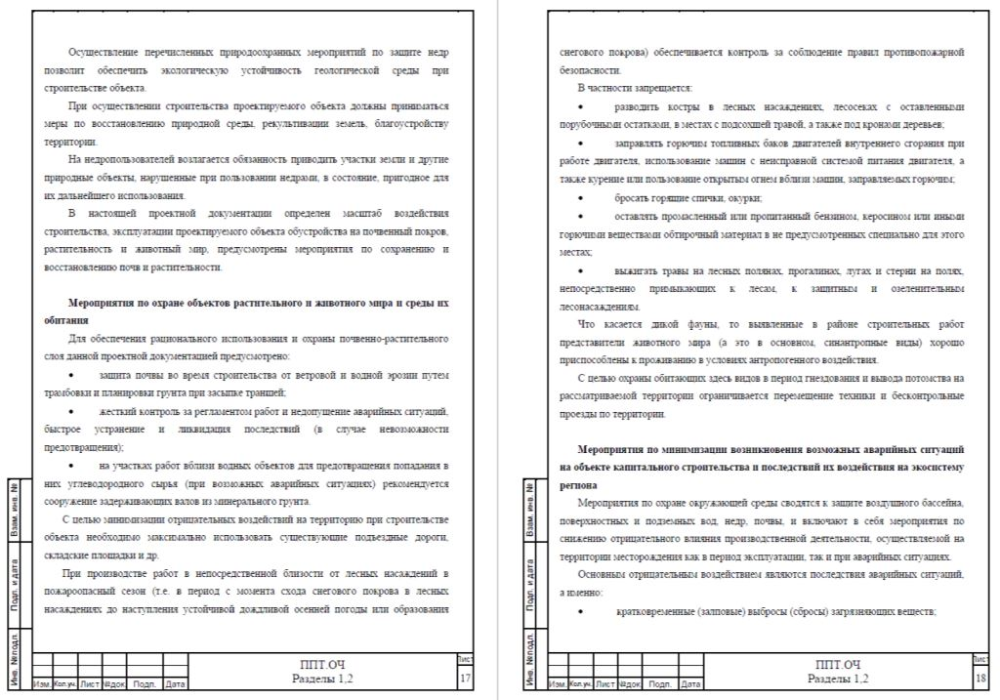 Осуществление перечисленных природоохранных мероприятий по защите недр
позволит обеспечить экологическую устойчивость геологической среды при
строительстве объекта.
При осуществлении строительства проектируемого объекта должны приниматься
меры по восстановлению природной среды, рекультивации земель, благоустройству
территории.
На недропользователей возлагается обязанность приводить участки земли и другие
природные объекты, нарушенные при пользовании недрами, в состояние, пригодное для
их дальнейшего использования.
В настоящей проектной документации определен масштаб воздействия
строительства, эксплуатации проектируемого объекта обустройства на почвенный покров,
растительность и животный мир, предусмотрены мероприятия по сохранению и
восстановлению почв и растительности.
Мероприятия по охране объектов растительного и животного мира и среды их
обитания
Для обеспечения рационального использования и охраны почвенно-растительного
слоя данной проектной документацией предусмотрено:
• защита почвы во время строительства от ветровой и водной эрозии путем
трамбовки и планировки грунта при засыпке траншей;
• жесткий контроль за регламентом работ и недопущение аварийных ситуаций,
быстрое устранение и ликвидация последствий (в случае невозможности
предотвращения);
• на участках работ вблизи водных объектов для предотвращения попадания в
них углеводородного сырья (при возможных аварийных ситуациях) рекомендуется
сооружение задерживающих валов из минерального грунта.
С целью минимизации отрицательных воздействий на территорию при строительстве
объекта необходимо максимально использовать существующие подъездные дороги,
складские площадки и др.
При производстве работ в непосредственной близости от лесных насаждений в
пожароопасный сезон (т.е. в период с момента схода снегового покрова в лесных
насаждениях до наступления устойчивой дождливой осенней погоды или образования
Взам. инв. №
Подп. и дата
Инв. №подл.
Изм. Кол.уч. Лист №док. Подп. Дата
ППТ.ОЧ
Разделы 1,2
Лист
17
снегового покрова) обеспечивается контроль за соблюдение правил противопожарной
безопасности.
В частности запрещается:
• разводить костры в лесных насаждениях, лесосеках с оставленными
порубочными остатками, в местах с подсохшей травой, а также под кронами деревьев;
• заправлять горючим топливных баков двигателей внутреннего сгорания при
работе двигателя, использование машин с неисправной системой питания двигателя, а
также курение или пользование открытым огнем вблизи машин, заправляемых горючим;
• бросать горящие спички, окурки;
• оставлять промасленный или пропитанный бензином, керосином или иными
горючими веществами обтирочный материал в не предусмотренных специально для этого
местах;
• выжигать травы на лесных полянах, прогалинах, лугах и стерни на полях,
непосредственно примыкающих к лесам, к защитным и озеленительным
лесонасаждениям.
Что касается дикой фауны, то выявленные в районе строительных работ
представители животного мира (а это в основном, синантропные виды) хорошо
приспособлены к проживанию в условиях антропогенного воздействия.
С целью охраны обитающих здесь видов в период гнездования и вывода потомства на
рассматриваемой территории ограничивается перемещение техники и бесконтрольные
проезды по территории.
Мероприятия по минимизации возникновения возможных аварийных ситуаций
на объекте капитального строительства и последствий их воздействия на экосистему
региона
Мероприятия по охране окружающей среды сводятся к защите воздушного бассейна,
поверхностных и подземных вод, недр, почвы, и включают в себя мероприятия по
снижению отрицательного влияния производственной деятельности, осуществляемой на
территории месторождения как в период эксплуатации, так и при аварийных ситуациях.
Основным отрицательным воздействием являются последствия аварийных ситуаций,
а именно:
• кратковременные (залповые) выбросы (сбросы) загрязняющих веществ;
Взам. инв. №
Подп. и дата
Инв. №подл.
Изм. Кол.уч. Лист №док. Подп. Дата
ППТ.ОЧ
Разделы 1,2
Лист
18